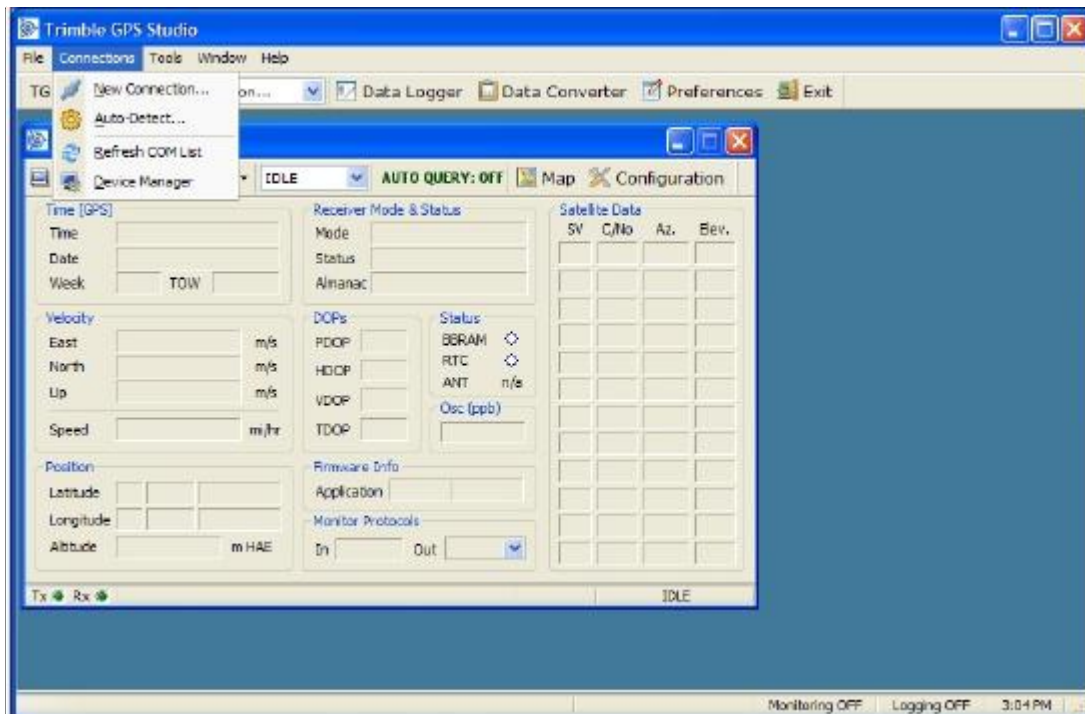 Trimble GPS Studio
File Connections Tools Window Help
TG on... Data Logger Data Converter Preferences Exit
New Connection...
Auto-Detect...
Refresh COM List
Device Manager
IDLE AUTO QUERY: OFF Map Configuration
Time [GPS]
Time
Date
Week TOW
Receiver Mode & Status
Mode
Status
Almanac
Satellite Data
SV C/No Az. Elev.
Velocity
East m/s
North m/s
Up m/s
Speed mi/hr
DOPs
PDOP
HDOP
VDOP
TDOP
Status
BBRAM
RTC
ANT n/a
Osc (ppb)
Position
Latitude
Longitude
Altitude m HAE
Firmware Info
Application
Monitor Protocols
In Out
Tx Rx IDLE
Monitoring OFF Logging OFF 3:04 PM